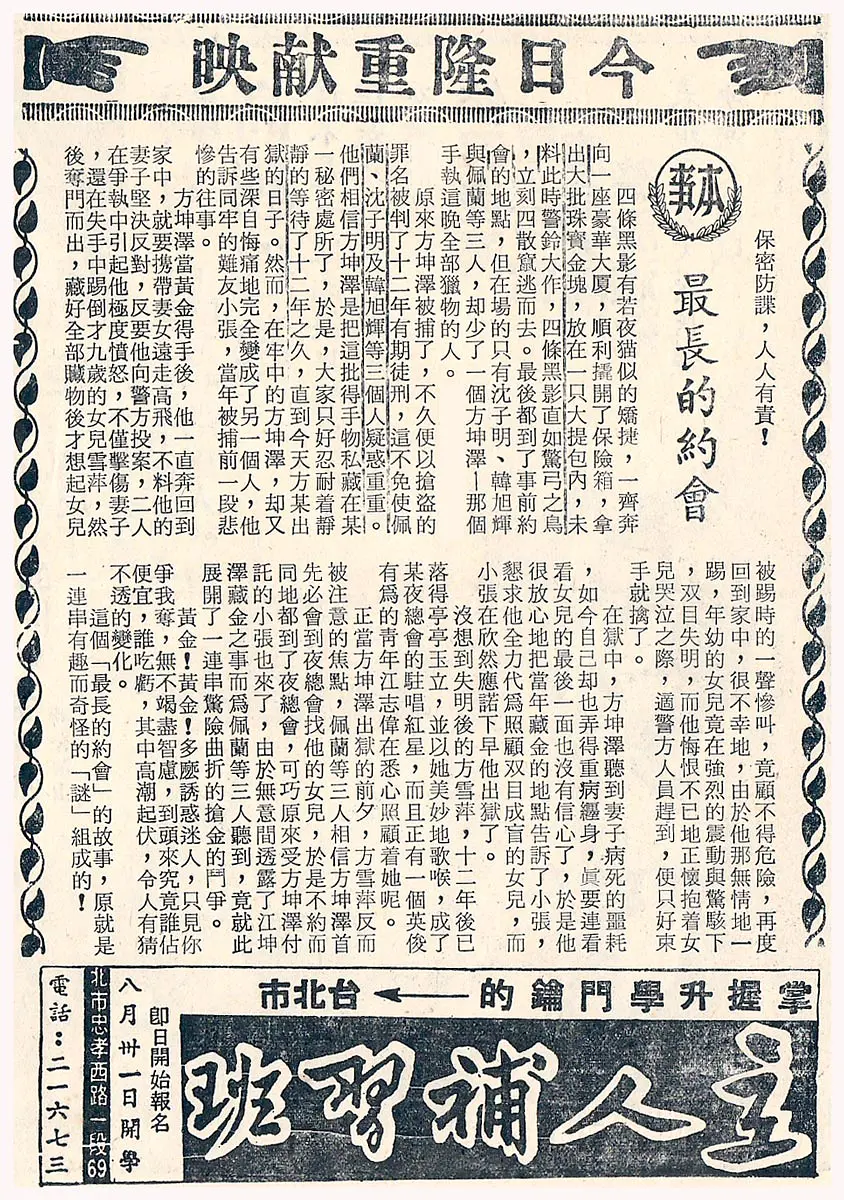 今日隆重献映
本事
保密防諜，人人有責！
最長的約會
四條黑影有若夜猫似的矯捷，一齊奔
向一座豪華大厦，順利撬開了保險箱，拿
出大批珠寶金塊，放在一只大提包內，未
料此時警鈴大作，四條黑影直如驚弓之鳥
，立刻四散竄逃而去。最後都到了事前約
會的地點，但在場的只有沈子明、韓旭輝
與佩蘭等三人，却少了一個方坤澤－那個
手執這晚全部獵物的人。
原來方坤澤被捕了，不久便以搶盜的
罪名被判了十二年有期徒刑，這不免使佩
蘭、沈子明及韓旭輝等三個人疑惑重重。
他們相信方坤澤是把這批得手物私藏在某
一秘密處所了，於是，大家只好忍耐着靜
靜的等待了十二年之久，直到今天方某出
獄的日子。然而，在牢中的方坤澤，却又
有些深自悔痛地完全變成了另一個人，他
告訴同牢的難友小張，當年被捕前一段悲
慘的往事。
方坤澤當黃金得手後，他一直奔回到
家中，就要携帶妻女遠走高飛，不料他的
妻子堅決反對，反要他向警方投案，二人
在爭執中引起他極度憤怒，不僅擊傷妻子
，還在失手中踢倒才九歲的女兒雪萍，然
後奪門而出，藏好全部贓物後才想起女兒
被踢時的一聲慘叫，竟顧不得危險，再度
回到家中，很不幸地，由於他那無情地一
踢，年幼的女兒竟在強烈的震動與驚駭下
，双目失明，而他悔恨不已地正懷抱着女
兒哭泣之際，適警方人員趕到，便只好束
手就擒了。
在獄中，方坤澤聽到妻子病死的噩耗
，如今自己却也弄得重病纏身，眞要連看
看女兒的最後一面也沒有信心了，於是他
很放心地把當年藏金的地點告訴了小張，
懇求他全力代爲照顧双目成盲的女兒，而
小張在欣然應諾下早他出獄了。
沒想到失明後的方雪萍，十二年後已
落得亭亭玉立，並以她美妙地歌喉，成了
某夜總會的駐唱紅星，而且正有一個英俊
有爲的青年江志偉在悉心照顧着她呢。
正當方坤澤出獄的前夕，方雪萍反而
被注意的焦點，佩蘭等三人相信方坤澤首
先必會到夜總會找他的女兒，於是不約而
同地都到了夜總會，可巧原來受方坤澤付
託的小張也來了，由於無意間透露了江坤
澤藏金之事而爲佩蘭等三人聽到，竟就此
展開了一連串驚險曲折的搶金的鬥爭。
黃金！黃金！多麽誘惑迷人，只見你
爭我奪，無不竭盡智慮，到頭來究竟誰佔
便宜，誰吃虧，其中高潮起伏，令人有猜
不透的變化。
這個「最長的約會」的故事，原就是
一連串有趣而奇怪的「謎」組成的！
掌握升學門鑰的——台北市
立人補習班
即日開始報名
八月卅一日開學
北市忠孝西路一段69
電話：二一六七三